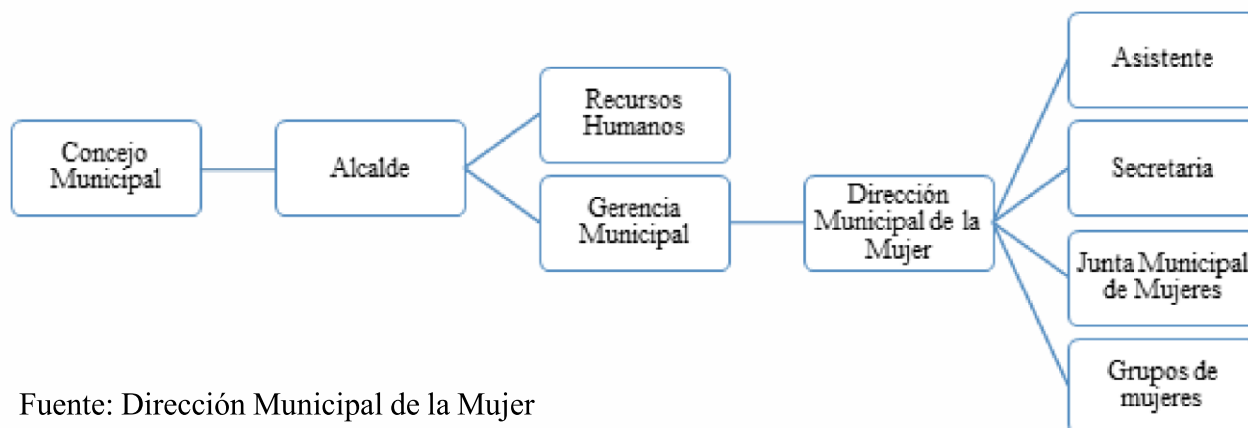 Concejo
Municipal
Alcalde
Recursos
Humanos
Gerencia
Municipal
Dirección
Municipal de la
Mujer
Asistente
Secretaria
Junta Municipal
de Mujeres
Grupos de
mujeres
Fuente: Dirección Municipal de la Mujer